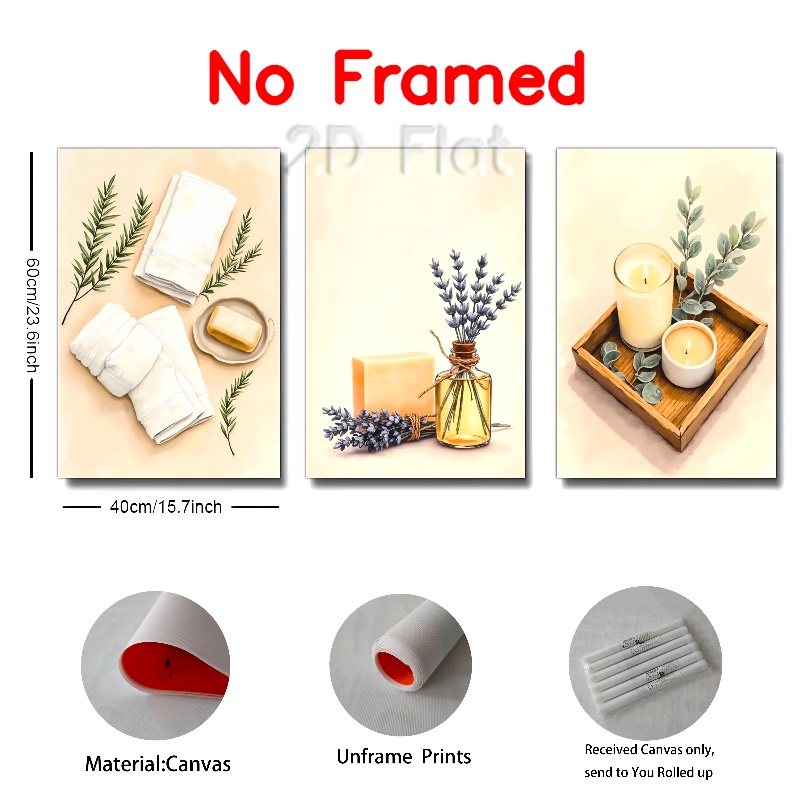 No Framed
2D Flat
60cm/23.6inch
40cm/15.7inch
Material:Canvas
Unframe Prints
Received Canvas only,
send to You Rolled up